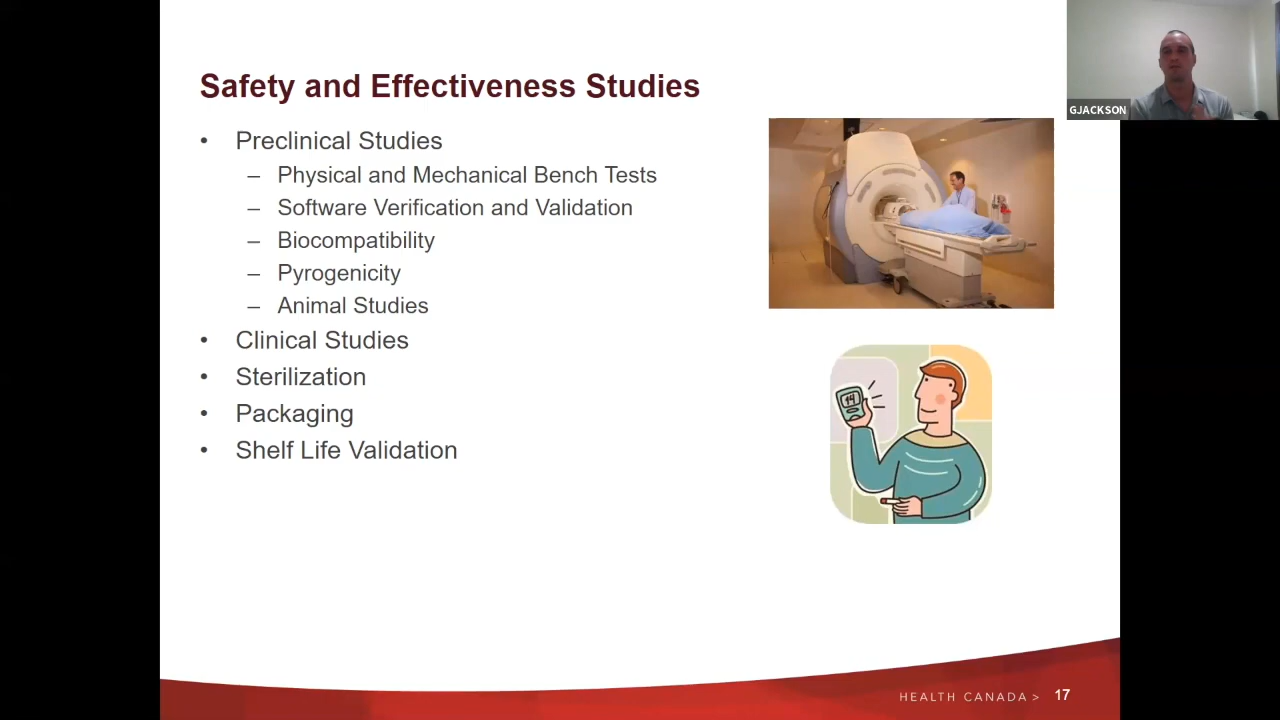 Safety and Effectiveness Studies
• Preclinical Studies
– Physical and Mechanical Bench Tests
– Software Verification and Validation
– Biocompatibility
– Pyrogenicity
– Animal Studies
• Clinical Studies
• Sterilization
• Packaging
• Shelf Life Validation
GJACKSON
14
HEALTH CANADA > 17